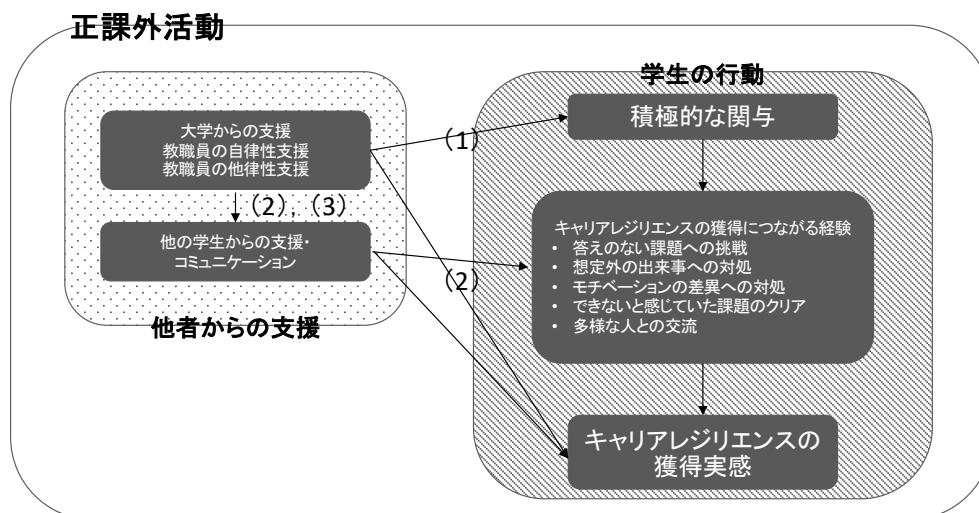 正課外活動
大学からの支援
教職員の自律性支援
教職員の他律性支援
(2), (3)
他の学生からの支援・
コミュニケーション
他者からの支援
(1)
(2)
学生の行動
積極的な関与
キャリアレジリエンスの獲得につながる経験
• 答えのない課題への挑戦
• 想定外の出来事への対処
• モチベーションの差異への対処
• できないと感じていた課題のクリア
• 多様な人との交流
キャリアレジリエンスの
獲得実感